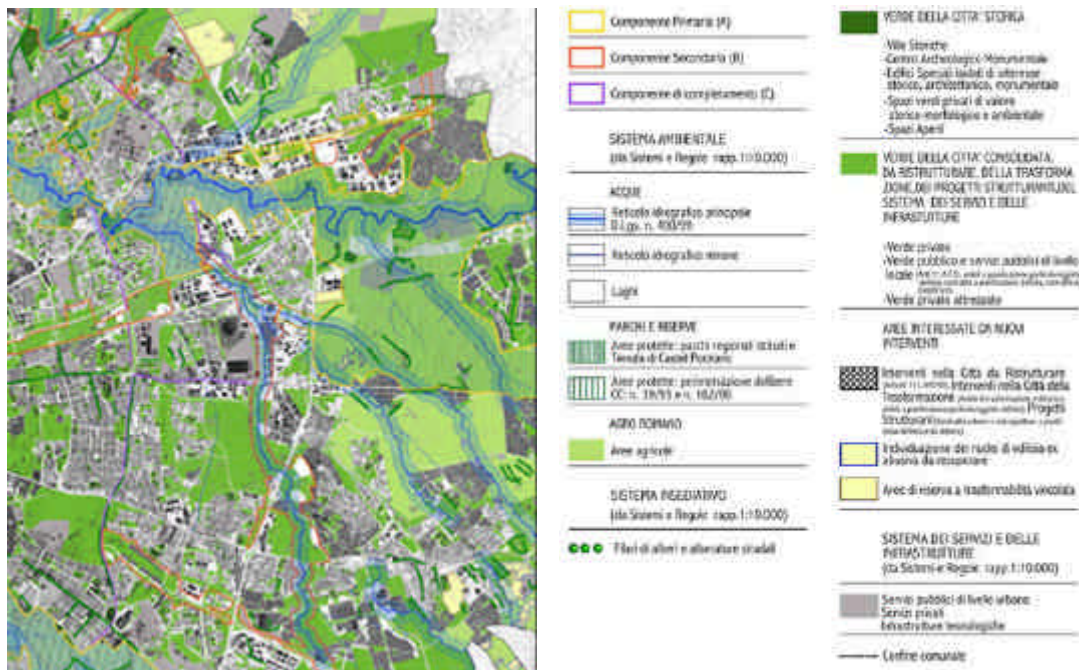 Componente Primaria (A)
Componente Secondaria (B)
Componente di completamento (C)
SISTEMA AMBIENTALE
(da Sistemi e Regole rapp. 1:10.000)
ACQUE
Reticolo idrografico principale
D.Lgs. n. 490/99
Reticolo idrografico minore
Laghi
PARCHI E RISERVE
Aree protette: parchi regionali istituiti e
Tenuta di Castel Porziano
Aree protette: perimetrazione delibere
CC: n. 39/95 e n. 162/96
AGRO ROMANO
Aree agricole
SISTEMA INSEDIATIVO
(da Sistemi e Regole rapp. 1:10.000)
Filari di alberi e alberature stradali
VERDE DELLA CITTA' STORICA
-Ville Storiche
-Centro Archeologico Monumentale
-Edifici Speciali isolati di interesse
storico, architettonico, monumentale
-Spazi verdi privati di valore
storico-morfologico e ambientale
-Spazi Aperti
VERDE DELLA CITTA' CONSOLIDATA,
DA RISTRUTTURARE, DELLA TRASFORMA
ZIONE, DEI PROGETTI STRUTTURANTI, DEL
SISTEMA DEI SERVIZI E DELLE
INFRASTRUTTURE
-Verde privato
-Verde pubblico e servizi pubblici di livello
locale
-Verde privato attrezzato
AREE INTERESSATE DA NUOVI
INTERVENTI
Interventi nella Città da Ristrutturare
Interventi nella Città della
Trasformazione
Progetti
Strutturanti
Individuazione dei nuclei di edilizia ex
abusiva da recuperare
Aree di riserva a trasformabilità vincolata
SISTEMA DEI SERVIZI E DELLE
INFRASTRUTTURE
(da Sistemi e Regole rapp. 1:10.000)
Servizi pubblici di livello urbano
Servizi privati
Infrastrutture tecnologiche
Confine comunale